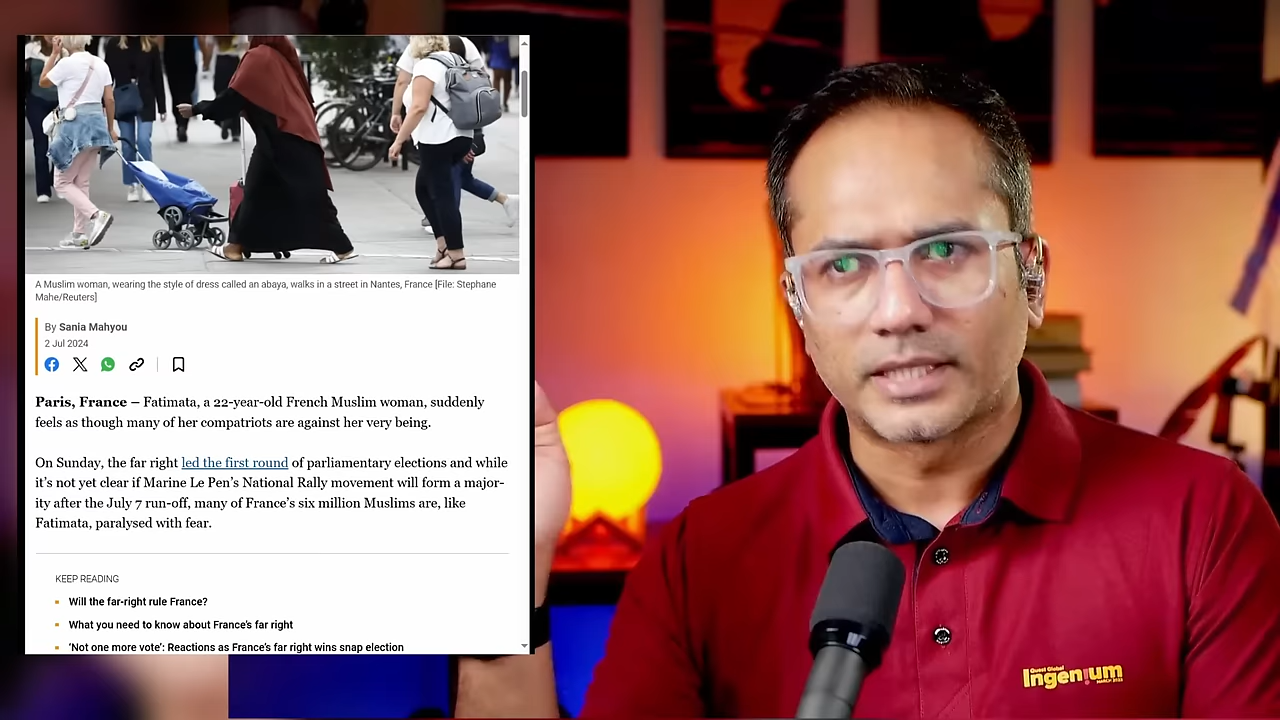 A Muslim woman, wearing the style of dress called an abaya, walks in a street in Nantes, France [File: Stephane
Mahe/Reuters]
By Sania Mahyou
2 Jul 2024
Paris, France – Fatimata, a 22-year-old French Muslim woman, suddenly
feels as though many of her compatriots are against her very being.
On Sunday, the far right led the first round of parliamentary elections and while
it’s not yet clear if Marine Le Pen’s National Rally movement will form a major-
ity after the July 7 run-off, many of France’s six million Muslims are, like
Fatimata, paralysed with fear.
KEEP READING
Will the far-right rule France?
What you need to know about France’s far right
‘Not one more vote’: Reactions as France’s far right wins snap election
Quest Global
Ingenium
MARCH 2023